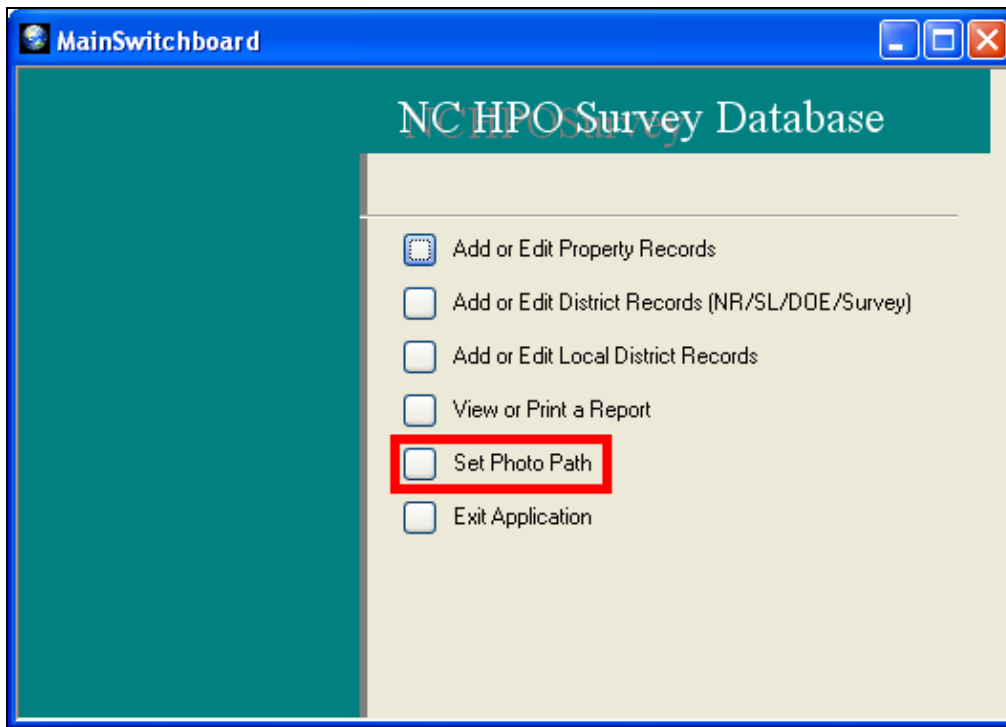 MainSwitchboard
NC HPO Survey Database
Add or Edit Property Records
Add or Edit District Records (NR/SL/DOE/Survey)
Add or Edit Local District Records
View or Print a Report
Set Photo Path
Exit Application